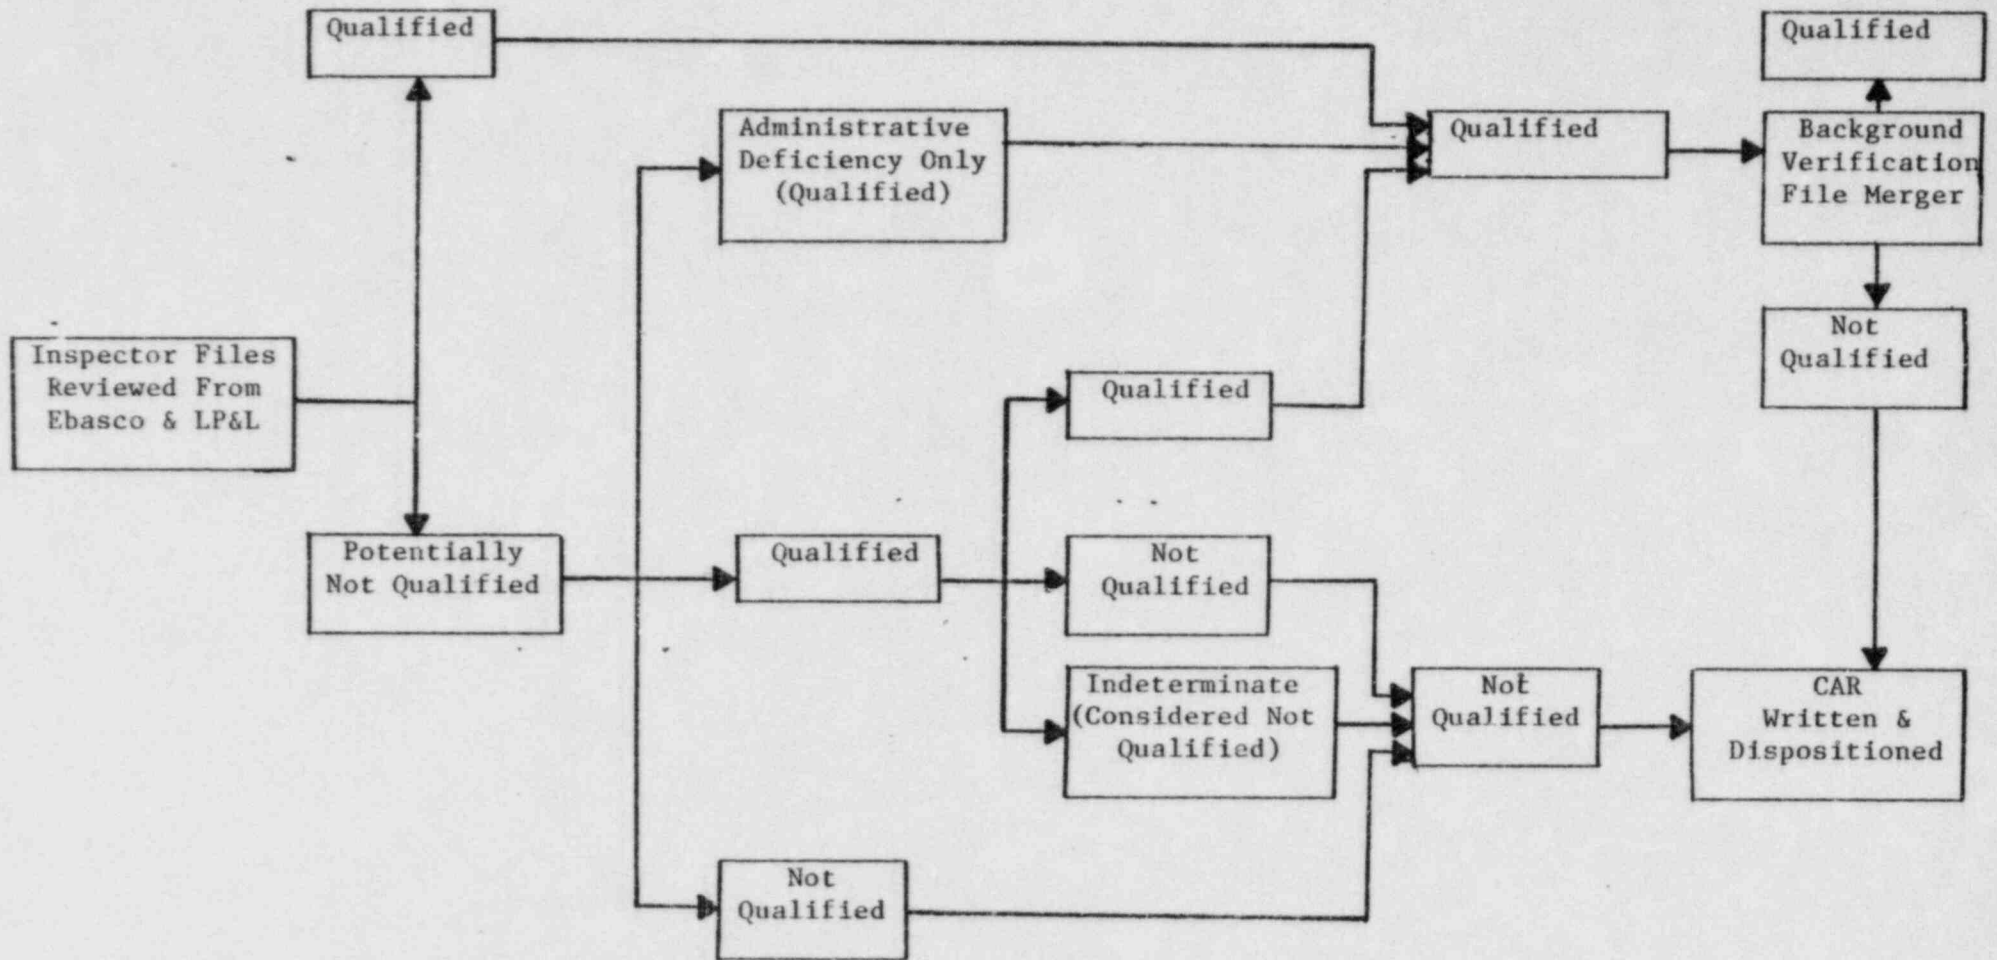 Qualified
Qualified
Administrative
Deficiency Only
(Qualified)
Qualified
Background
Verification
File Merger
Inspector Files
Reviewed From
Ebasco & LP&L
Qualified
Not
Qualified
Potentially
Not Qualified
Qualified
Not
Qualified
Indeterminate
(Considered Not
Qualified)
Not
Qualified
CAR
Written &
Dispositioned
Not
Qualified